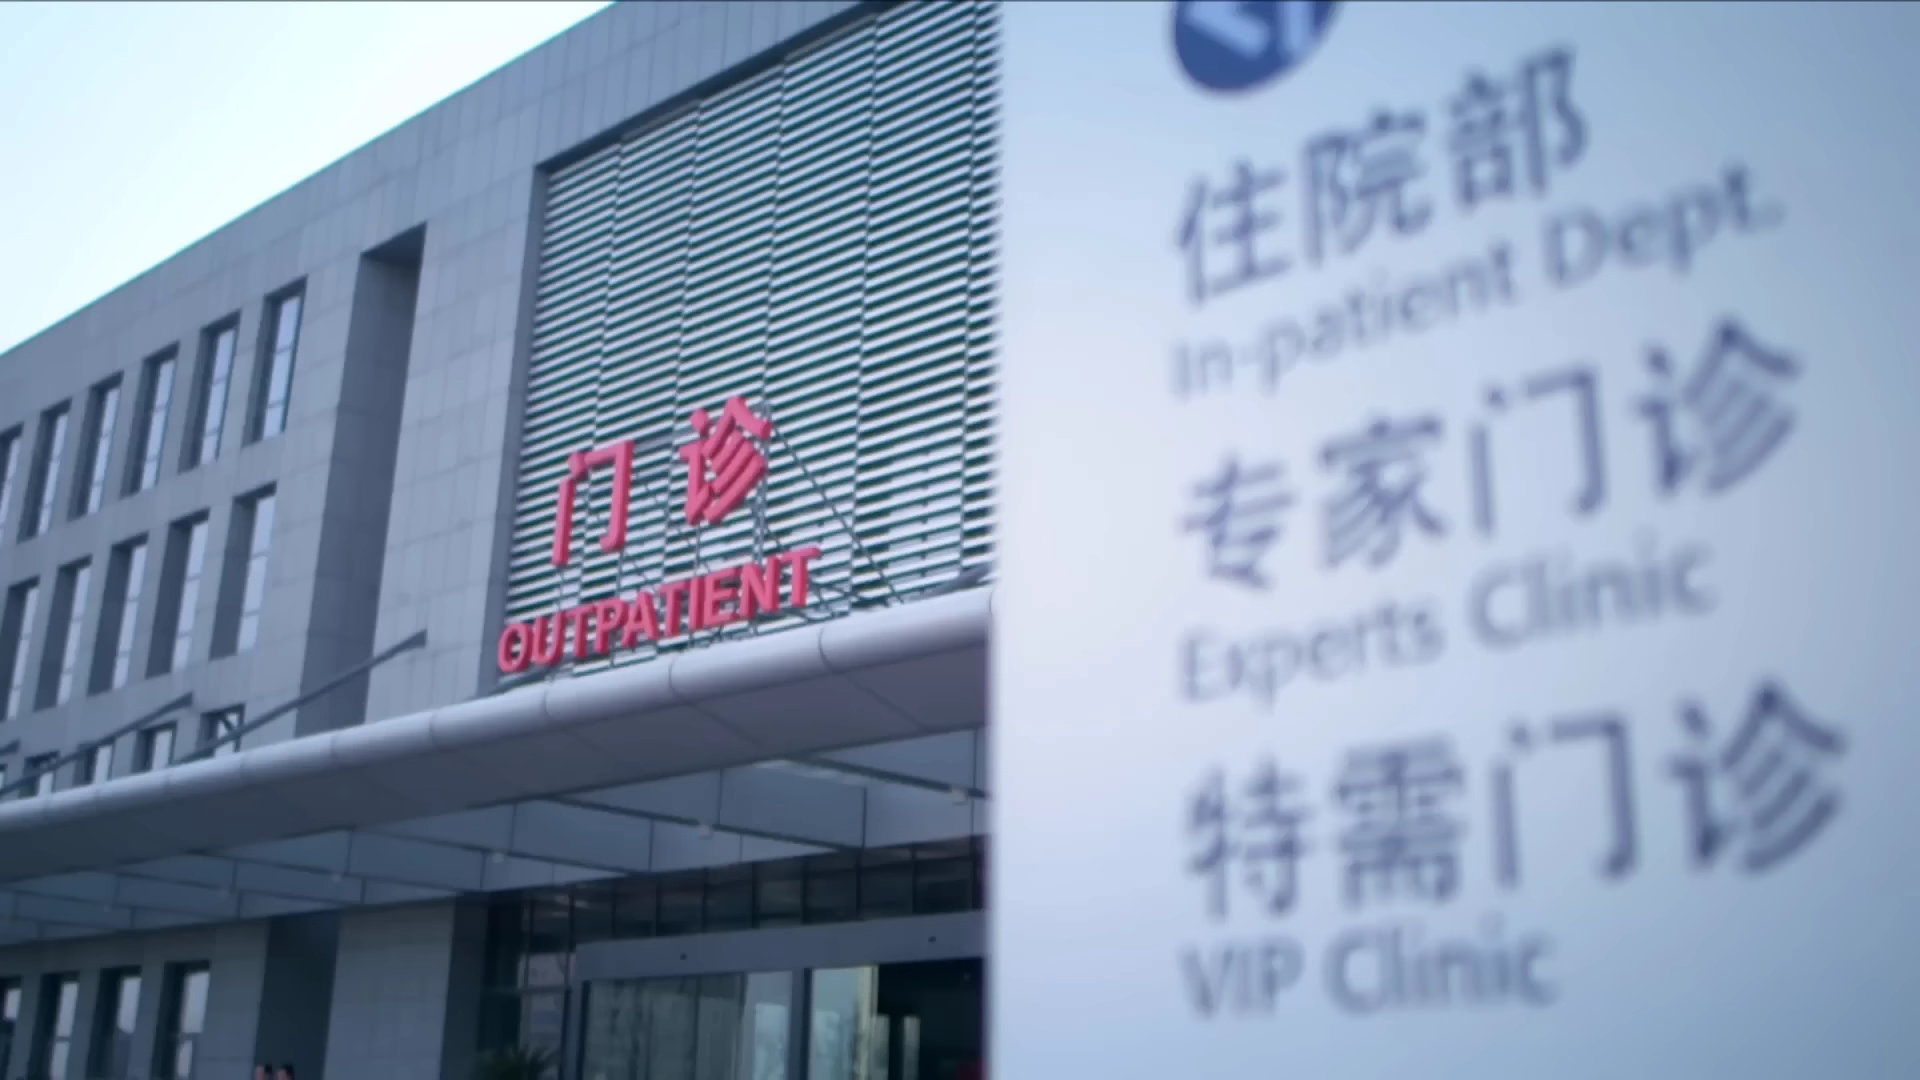 门诊
OUTPATIENT
住院部
In-patient Dept.
专家门诊
Experts Clinic
特需门诊
VIP Clinic